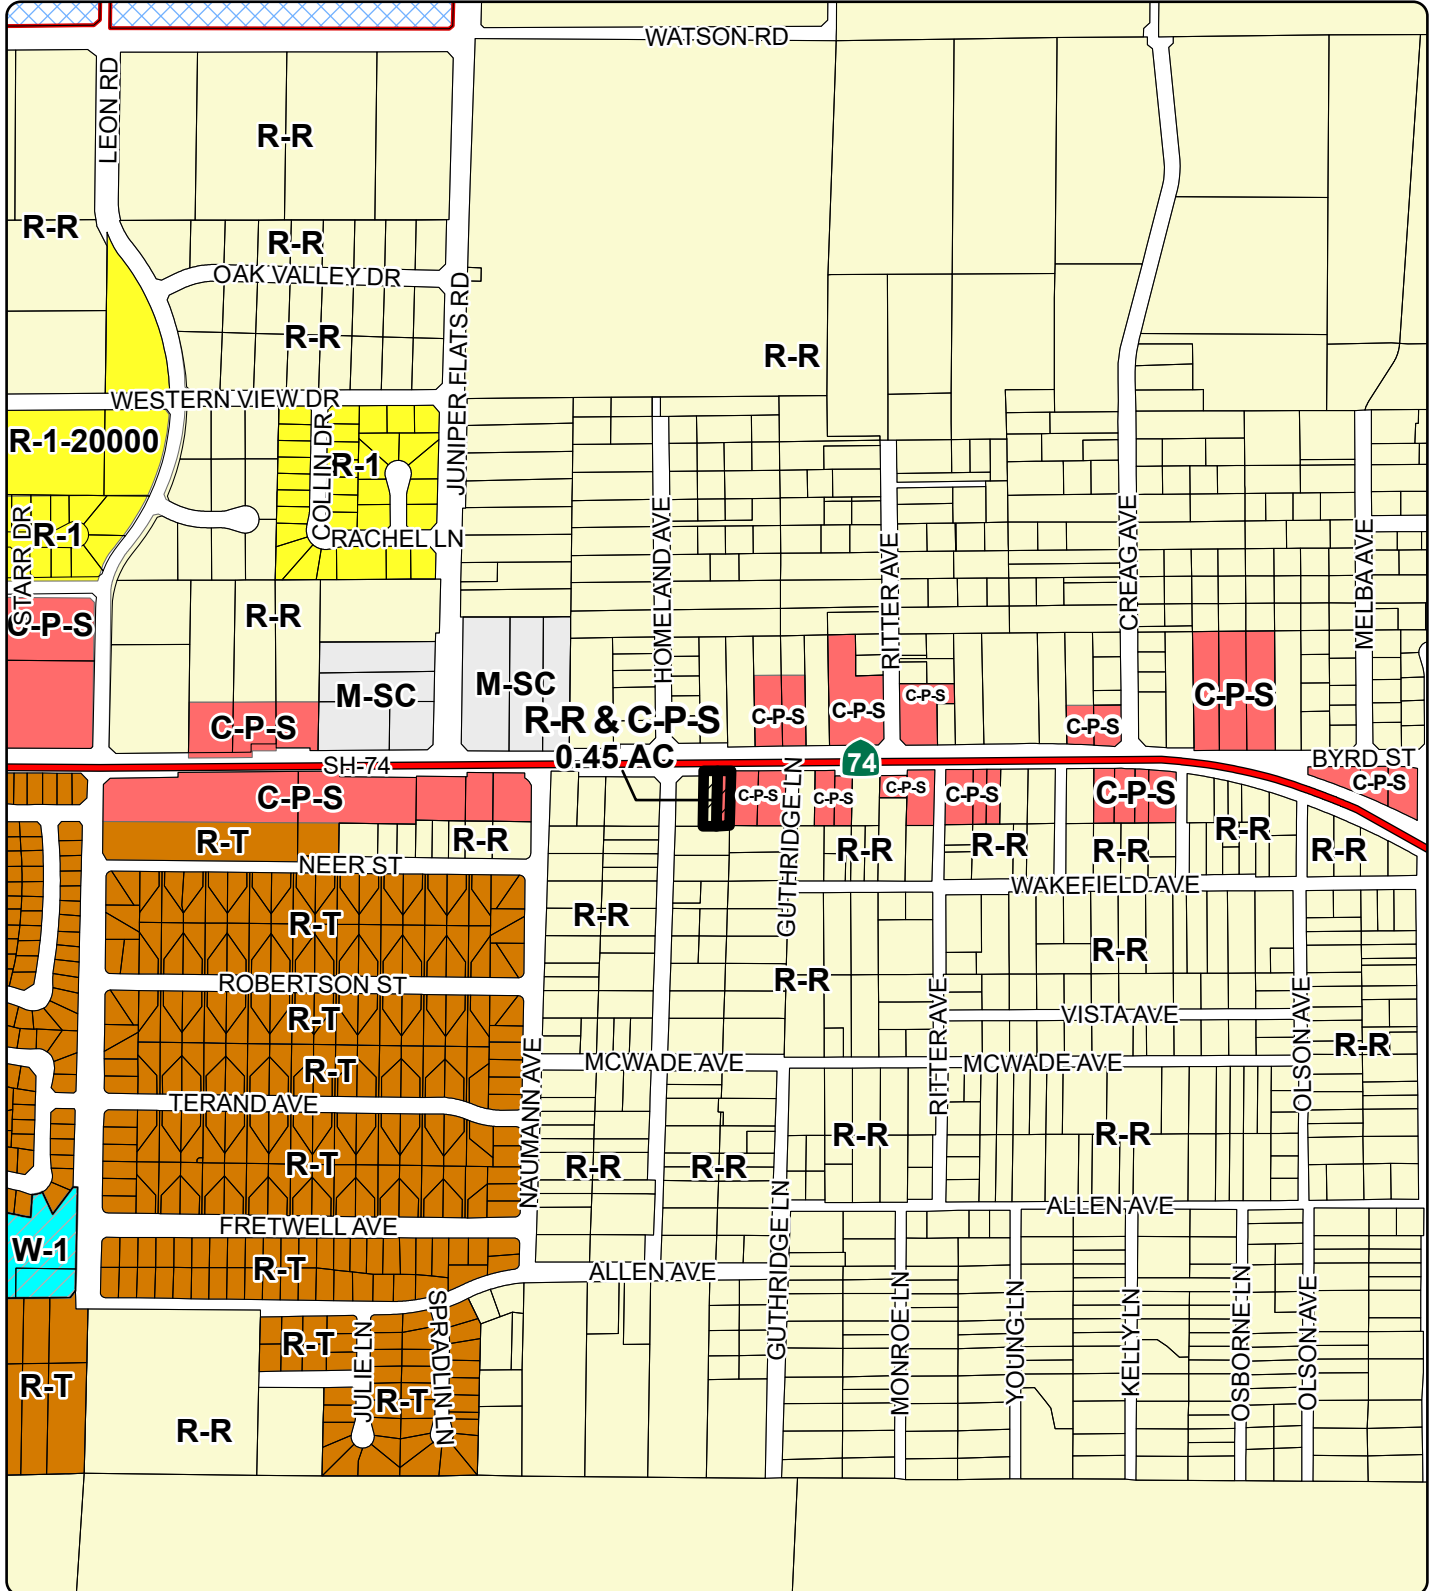 WATSON RD
LEON RD
R-R
R-R
R-R
OAK VALLEY DR
JUNIPER FLATS RD
R-R
R-R
WESTERN VIEW DR
R-1-20000
COLLIN DR
R-1
STARR DR
R-1
RACHEL LN
HOMELAND AVE
RITTER AVE
CREAG AVE
MELBA AVE
C-P-S
R-R
M-SC
M-SC
C-P-S
C-P-S
C-P-S
C-P-S
C-P-S
C-P-S
R-R & C-P-S
0.45 AC
C-P-S
SH 74
74
BYRD ST
C-P-S
C-P-S
C-P-S
C-P-S
C-P-S
C-P-S
C-P-S
GUTHRIDGE LN
R-T
R-R
R-R
R-R
R-R
R-R
R-R
NEER ST
WAKEFIELD AVE
R-T
R-R
R-R
R-R
ROBERTSON ST
R-T
VISTA AVE
OLSON AVE
RITTER AVE
R-R
R-T
NAUMANN AVE
MCWADE AVE
MCWADE AVE
TERAND AVE
R-R
R-R
R-T
R-R
R-R
GUTHRIDGE LN
ALLEN AVE
FRETWELL AVE
W-1
R-T
ALLEN AVE
SPRADLIN LN
JULIE LN
MONROE LN
YOUNG LN
KELLY LN
OSBORNE LN
OLSON AVE
R-T
R-T
R-T
R-R